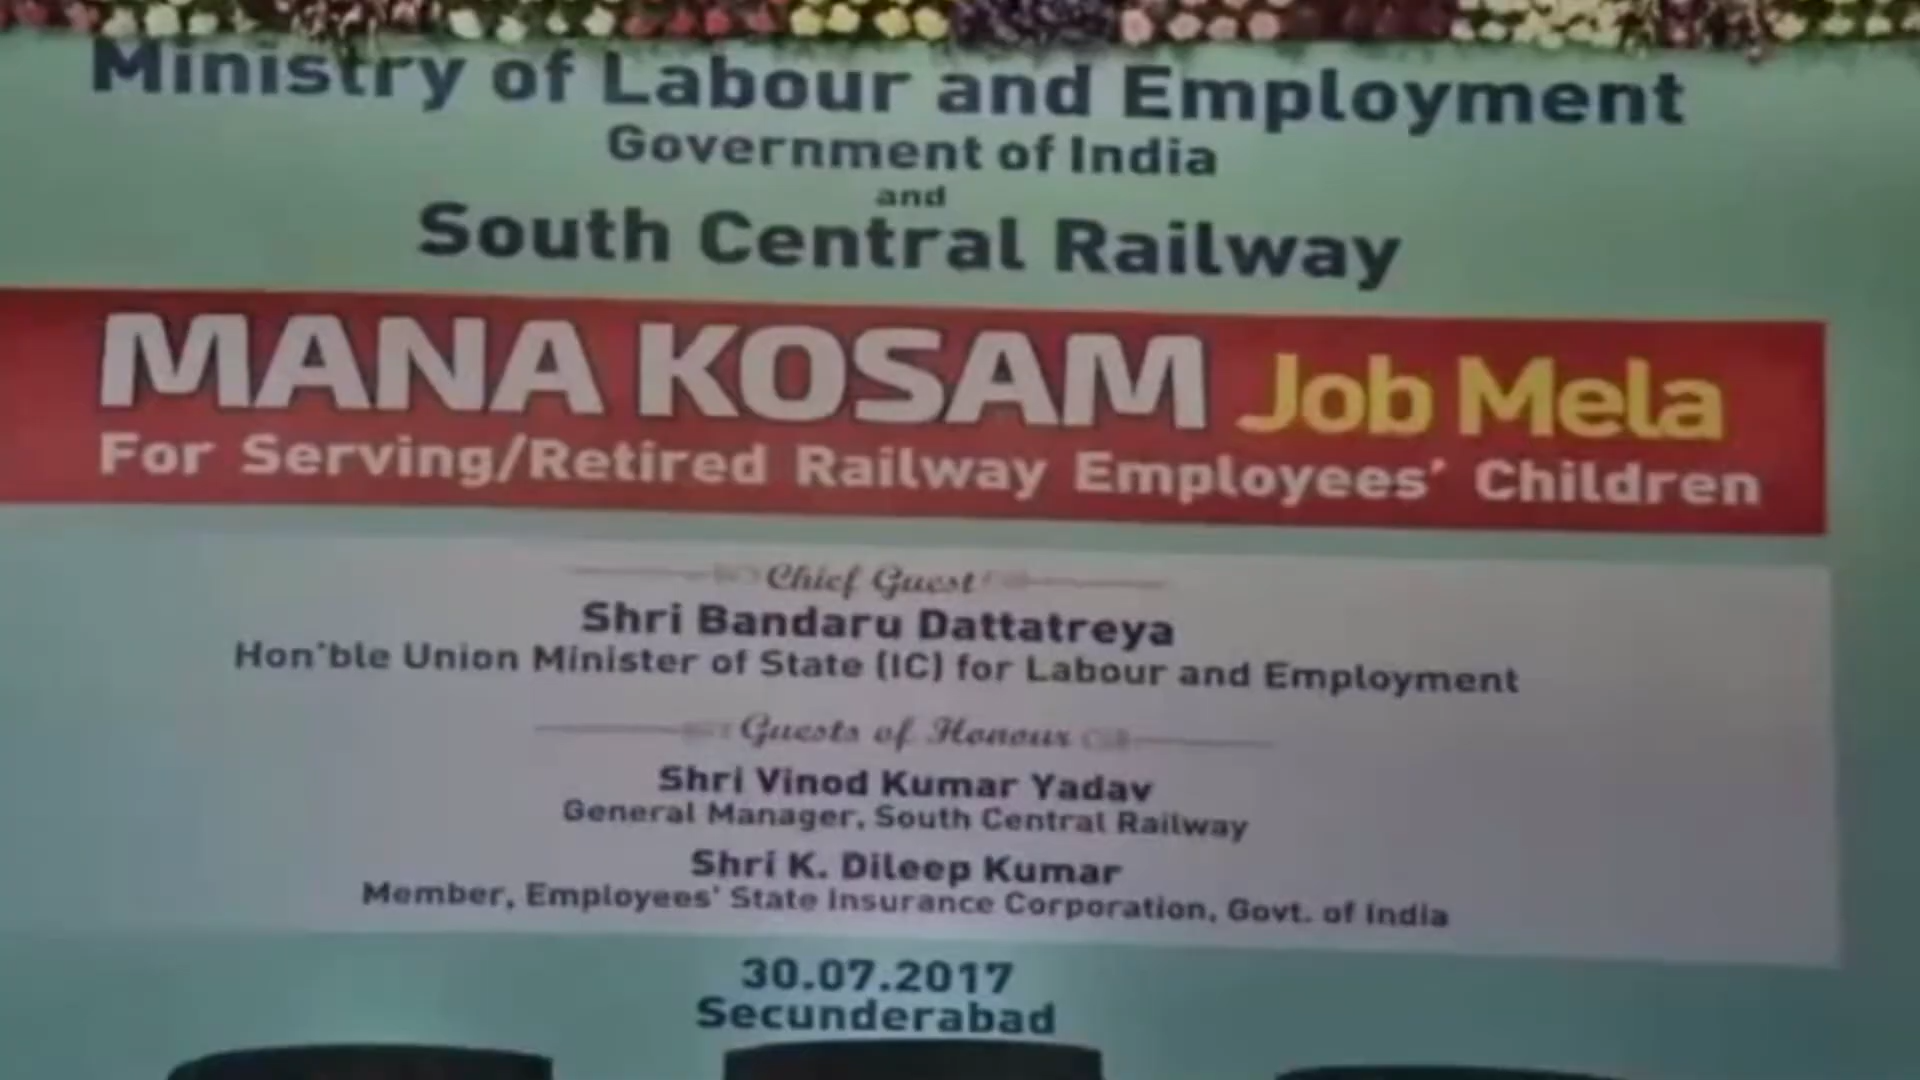 Ministry of Labour and Employment
Government of India
and
South Central Railway
MANA KOSAM Job Mela
For Serving/Retired Railway Employees' Children
Chief Guest
Shri Bandaru Dattatreya
Hon'ble Union Minister of State (IC) for Labour and Employment
Guests of Honour
Shri Vinod Kumar Yadav
General Manager, South Central Railway
Shri K. Dileep Kumar
Member, Employees' State Insurance Corporation, Govt. of India
30.07.2017
Secunderabad